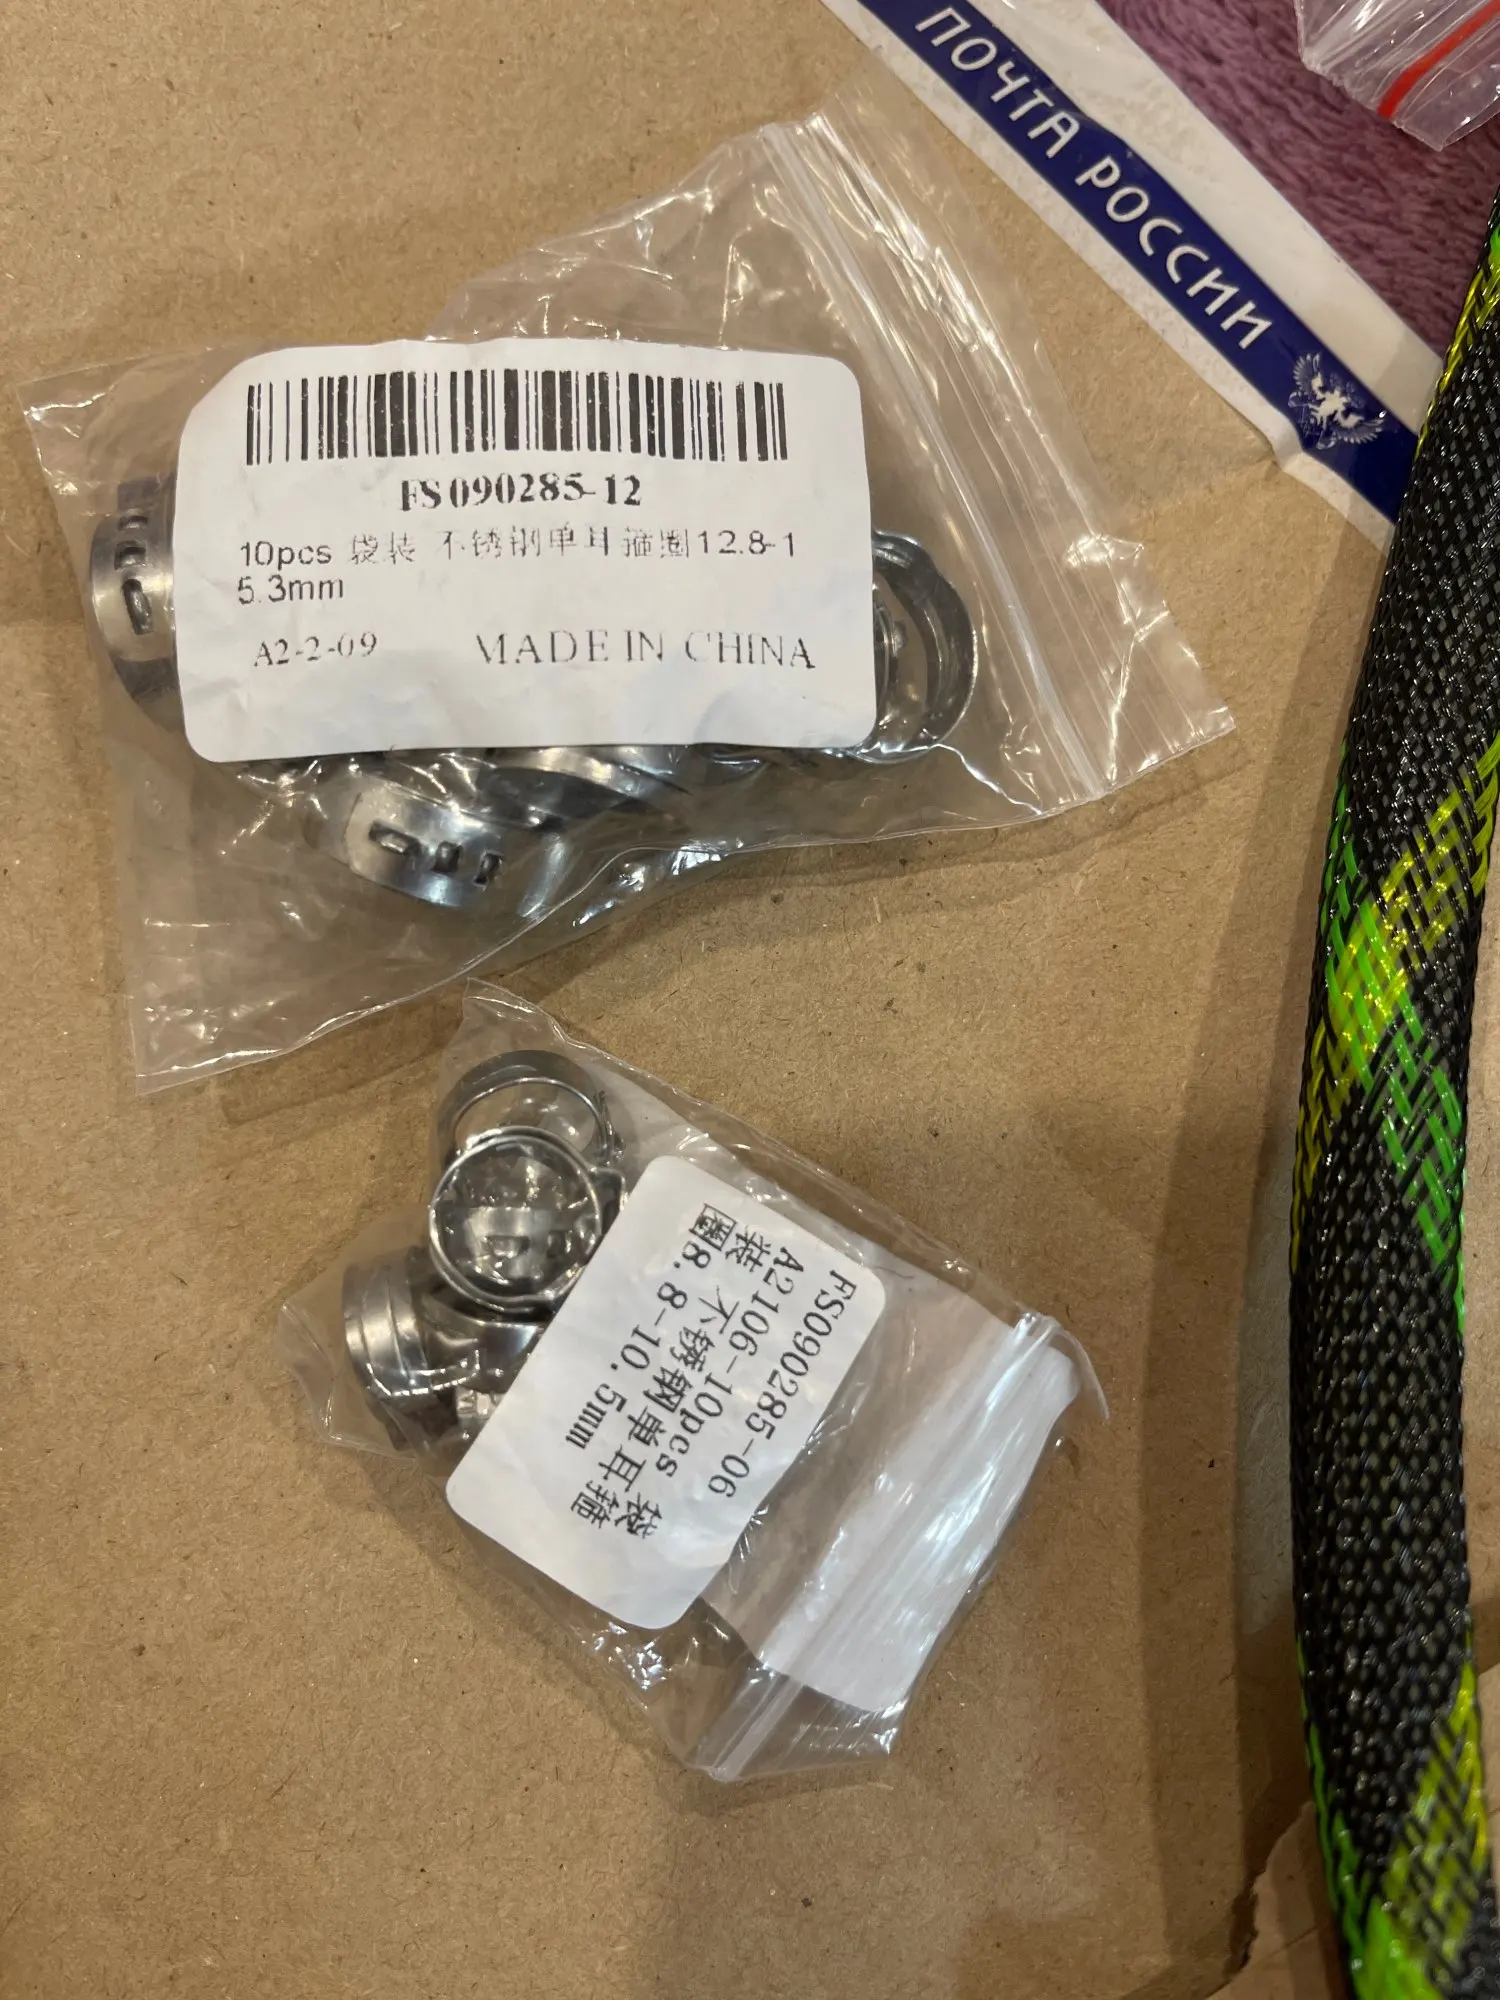 ПОЧТА РОССИИ
FS090285-12
10pcs 袋装 不锈钢单耳箍圈12.8-1
5.3mm
A2-2-09 MADE IN CHINA
FS090285-06
A2106-10pcs 袋
装 不锈钢单耳箍
圈8.8-10.5mm